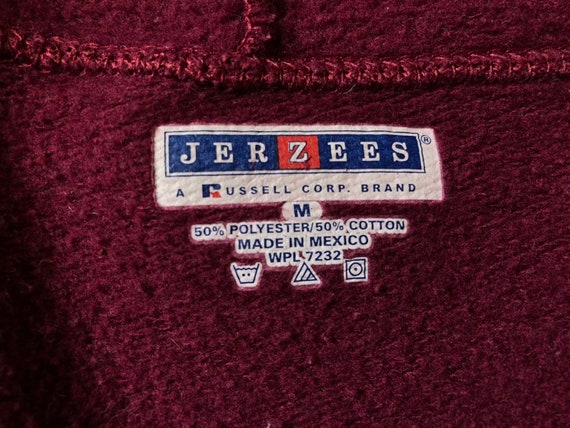 JERZEES®
A RUSSELL CORP. BRAND
M
50% POLYESTER/50% COTTON
MADE IN MEXICO
WPL 7232